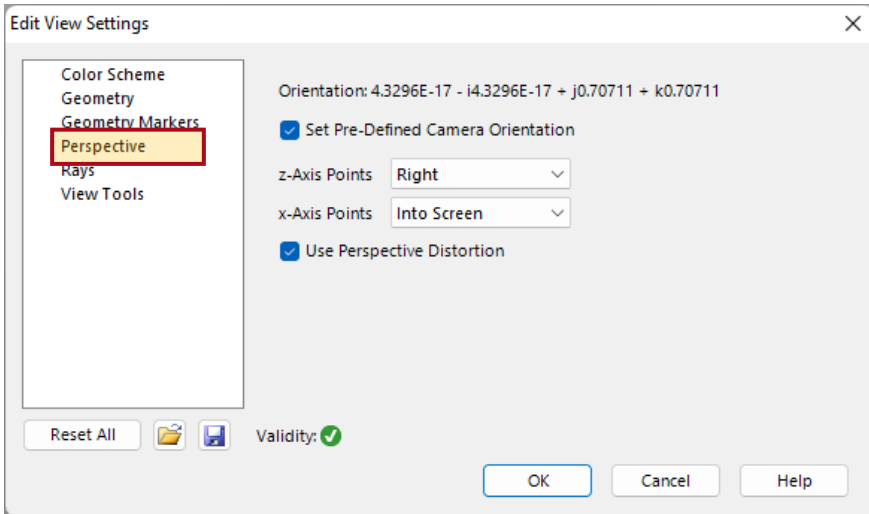 Edit View Settings
Color Scheme
Geometry
Geometry Markers
Perspective
Rays
View Tools
Orientation: 4.3296E-17 - i4.3296E-17 + j0.70711 + k0.70711
Set Pre-Defined Camera Orientation
z-Axis Points Right
x-Axis Points Into Screen
Use Perspective Distortion
Reset All Validity:
OK Cancel Help